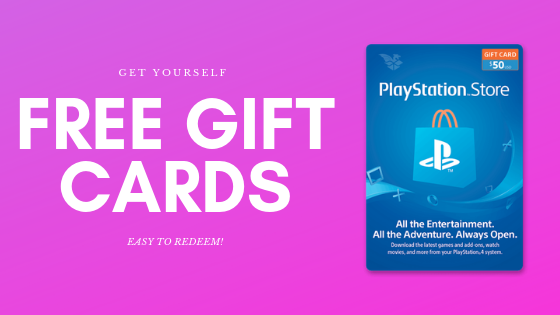 GET YOURSELF
FREE GIFT
CARDS
EASY TO REDEEM!
GIFT CARD
$50
PlayStation Store
All the Entertainment.
All the Adventure. Always Open.
Download the latest games and add-ons, watch
movies, and more from your PlayStation 4 system.